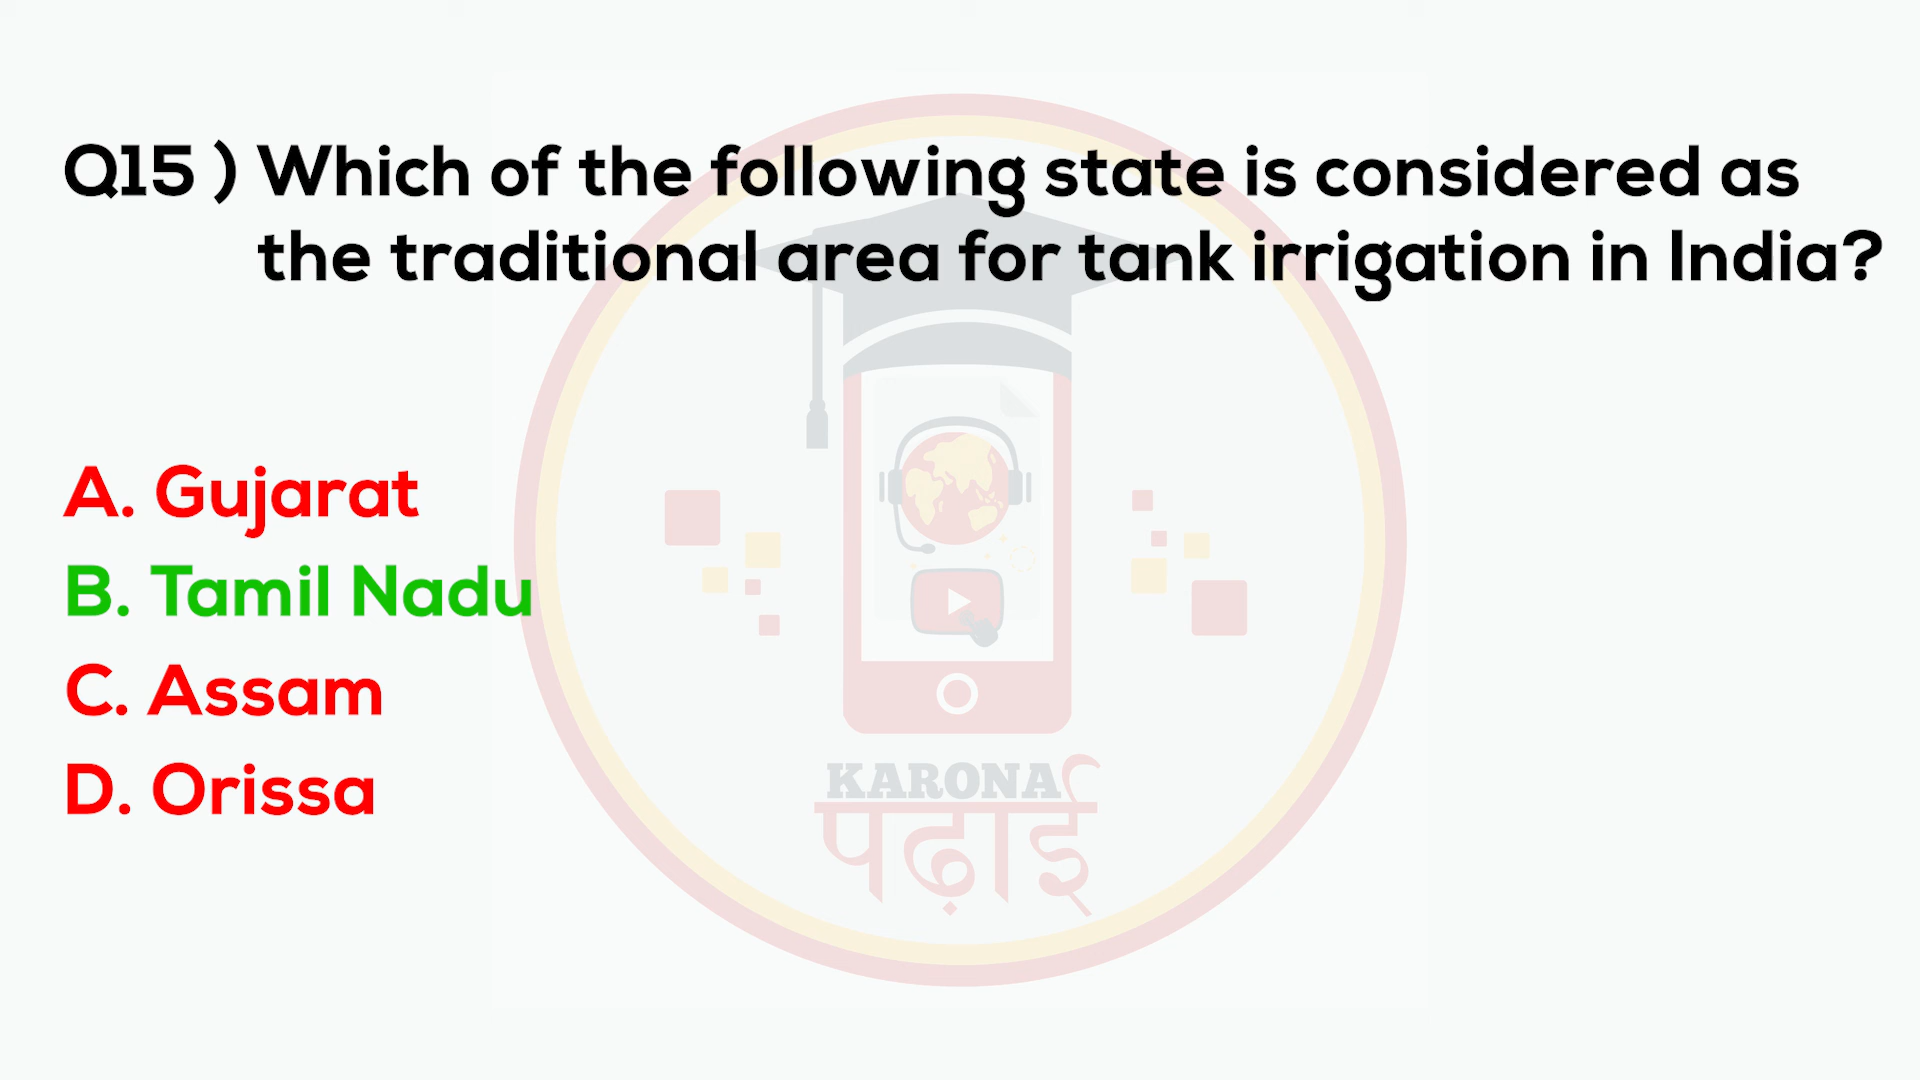 Q15 ) Which of the following state is considered as
the traditional area for tank irrigation in India?
A. Gujarat
B. Tamil Nadu
C. Assam
D. Orissa
KARONA
पढ़ाई